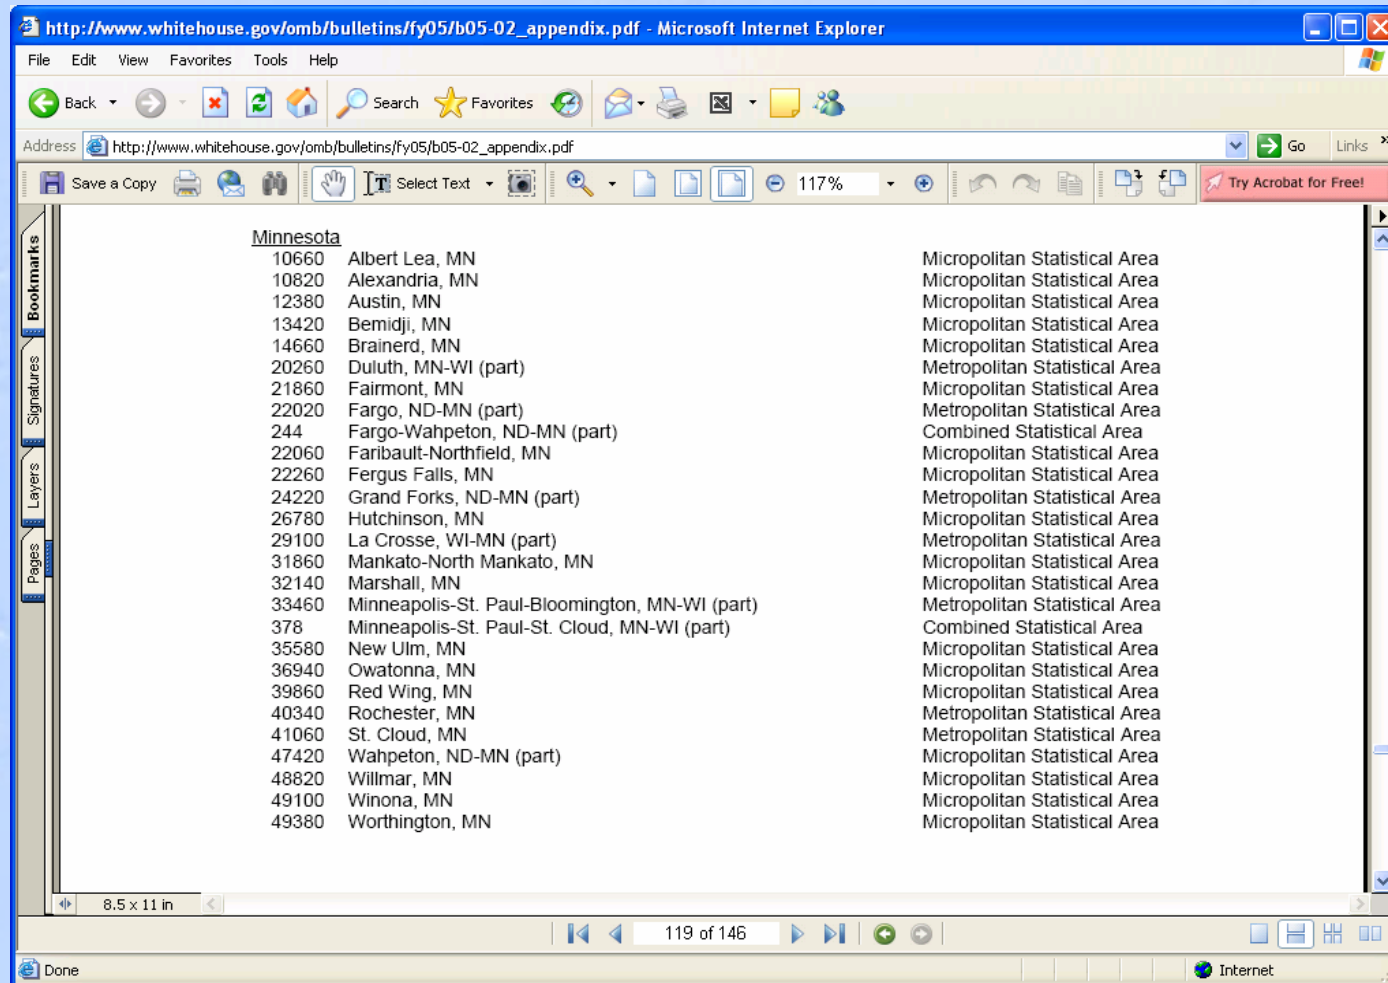 http://www.whitehouse.gov/omb/bulletins/fy05/b05-02_appendix.pdf - Microsoft Internet Explorer
File Edit View Favorites Tools Help
Back Search Favorites
Address http://www.whitehouse.gov/omb/bulletins/fy05/b05-02_appendix.pdf Go Links »
Save a Copy Select Text 117% Try Acrobat for Free!
Bookmarks
Signatures
Layers
Pages
Minnesota
10660 Albert Lea, MN Micropolitan Statistical Area
10820 Alexandria, MN Micropolitan Statistical Area
12380 Austin, MN Micropolitan Statistical Area
13420 Bemidji, MN Micropolitan Statistical Area
14660 Brainerd, MN Micropolitan Statistical Area
20260 Duluth, MN-WI (part) Metropolitan Statistical Area
21860 Fairmont, MN Micropolitan Statistical Area
22020 Fargo, ND-MN (part) Metropolitan Statistical Area
244 Fargo-Wahpeton, ND-MN (part) Combined Statistical Area
22060 Faribault-Northfield, MN Micropolitan Statistical Area
22260 Fergus Falls, MN Micropolitan Statistical Area
24220 Grand Forks, ND-MN (part) Metropolitan Statistical Area
26780 Hutchinson, MN Micropolitan Statistical Area
29100 La Crosse, WI-MN (part) Metropolitan Statistical Area
31860 Mankato-North Mankato, MN Micropolitan Statistical Area
32140 Marshall, MN Micropolitan Statistical Area
33460 Minneapolis-St. Paul-Bloomington, MN-WI (part) Metropolitan Statistical Area
378 Minneapolis-St. Paul-St. Cloud, MN-WI (part) Combined Statistical Area
35580 New Ulm, MN Micropolitan Statistical Area
36940 Owatonna, MN Micropolitan Statistical Area
39860 Red Wing, MN Micropolitan Statistical Area
40340 Rochester, MN Metropolitan Statistical Area
41060 St. Cloud, MN Metropolitan Statistical Area
47420 Wahpeton, ND-MN (part) Micropolitan Statistical Area
48820 Willmar, MN Micropolitan Statistical Area
49100 Winona, MN Micropolitan Statistical Area
49380 Worthington, MN Micropolitan Statistical Area
8.5 x 11 in
119 of 146
Done Internet